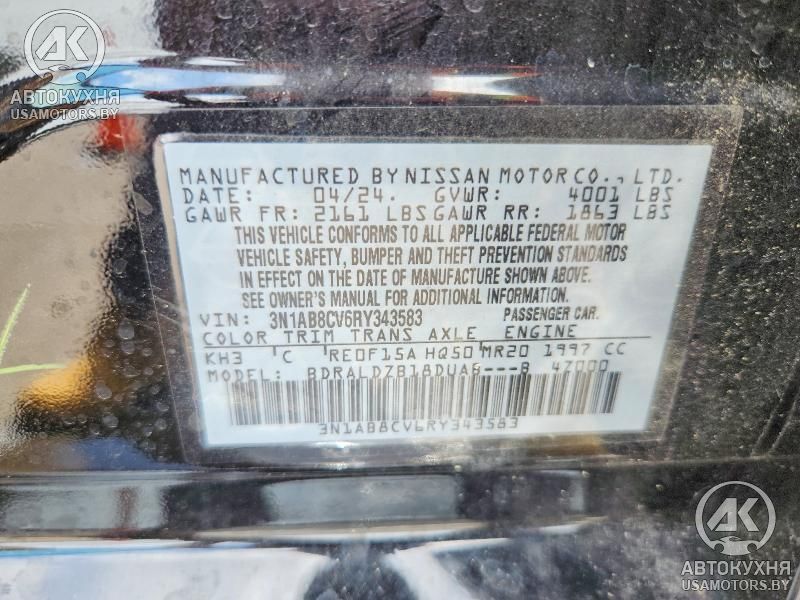 AK
АВТОКУХНЯ
USAMOTORS.BY
MANUFACTURED BY NISSAN MOTOR CO., LTD.
DATE: 04/24. GVWR: 4001 LBS
GAWR FR: 2161 LBS GAWR RR: 1863 LBS
THIS VEHICLE CONFORMS TO ALL APPLICABLE FEDERAL MOTOR
VEHICLE SAFETY, BUMPER AND THEFT PREVENTION STANDARDS
IN EFFECT ON THE DATE OF MANUFACTURE SHOWN ABOVE.
SEE OWNER'S MANUAL FOR ADDITIONAL INFORMATION.
VIN: 3N1AB8CV6RY343583 PASSENGER CAR.
COLOR TRIM TRANS AXLE ENGINE
KH3 C RE0F15A HQ50 MR20 1997 CC
MODEL: BDRALDZB18DUA6---B 47000
3N1AB8CV6RY343583
AK
АВТОКУХНЯ
USAMOTORS.BY